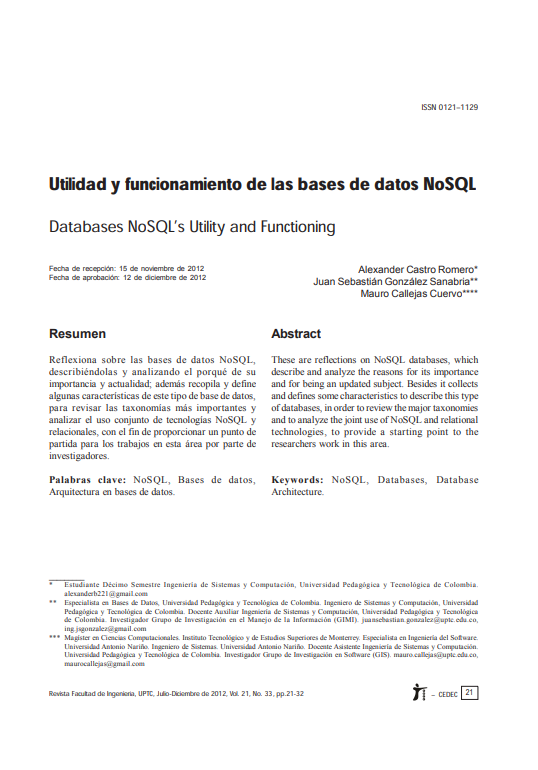 ISSN 0121–1129
Utilidad y funcionamiento de las bases de datos NoSQL
Databases NoSQL's Utility and Functioning
Fecha de recepción: 15 de noviembre de 2012
Fecha de aprobación: 12 de diciembre de 2012
Alexander Castro Romero*
Juan Sebastián González Sanabria**
Mauro Callejas Cuervo****
Resumen
Reflexiona sobre las bases de datos NoSQL,
describiéndolas y analizando el porqué de su
importancia y actualidad; además recopila y define
algunas características de este tipo de base de datos,
para revisar las taxonomías más importantes y
analizar el uso conjunto de tecnologías NoSQL y
relacionales, con el fin de proporcionar un punto de
partida para los trabajos en esta área por parte de
investigadores.
Palabras clave: NoSQL, Bases de datos,
Arquitectura en bases de datos.
Abstract
These are reflections on NoSQL databases, which
describe and analyze the reasons for its importance
and for being an updated subject. Besides it collects
and defines some characteristics to describe this type
of databases, in order to review the major taxonomies
and to analyze the joint use of NoSQL and relational
technologies, to provide a starting point to the
researchers work in this area.
Keywords: NoSQL, Databases, Database
Architecture.
* Estudiante Décimo Semestre Ingeniería de Sistemas y Computación, Universidad Pedagógica y Tecnológica de Colombia.
alexanderb221@gmail.com
** Especialista en Bases de Datos, Universidad Pedagógica y Tecnológica de Colombia. Ingeniero de Sistemas y Computación, Universidad
Pedagógica y Tecnológica de Colombia. Docente Auxiliar Ingeniería de Sistemas y Computación, Universidad Pedagógica y Tecnológica
de Colombia. Investigador Grupo de Investigación en el Manejo de la Información (GIMI). juansebastian.gonzalez@uptc.edu.co,
ing.jsgonzalez@gmail.com
*** Magíster en Ciencias Computacionales. Instituto Tecnológico y de Estudios Superiores de Monterrey. Especialista en Ingeniería del Software.
Universidad Antonio Nariño. Ingeniero de Sistemas. Universidad Antonio Nariño. Docente Asistente Ingeniería de Sistemas y Computación.
Universidad Pedagógica y Tecnológica de Colombia. Investigador Grupo de Investigación en Software (GIS). mauro.callejas@uptc.edu.co,
maurocallejas@gmail.com
Revista Facultad de Ingeniería, UPTC, Julio-Diciembre de 2012, Vol. 21, No. 33, pp.21-32
– CEDEC 21